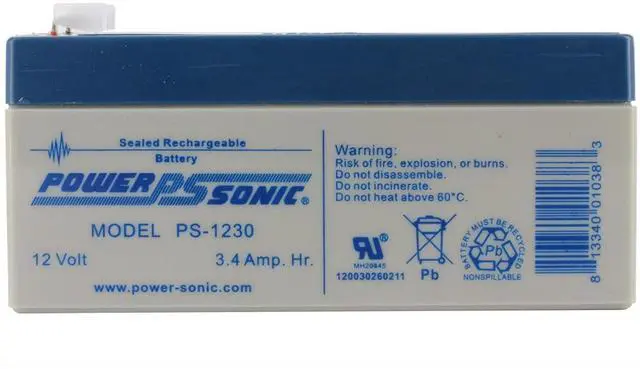 Sealed Rechargeable
Battery
POWER PS SONIC®
MODEL PS-1230
12 Volt 3.4 Amp. Hr.
www.power-sonic.com
Warning:
Risk of fire, explosion, or burns.
Do not disassemble.
Do not incinerate.
Do not heat above 60°C.
RU
MH20845
120030260211
Pb
BATTERY MUST BE RECYCLED
Pb
NONSPILLABLE
8 13340 01038 3